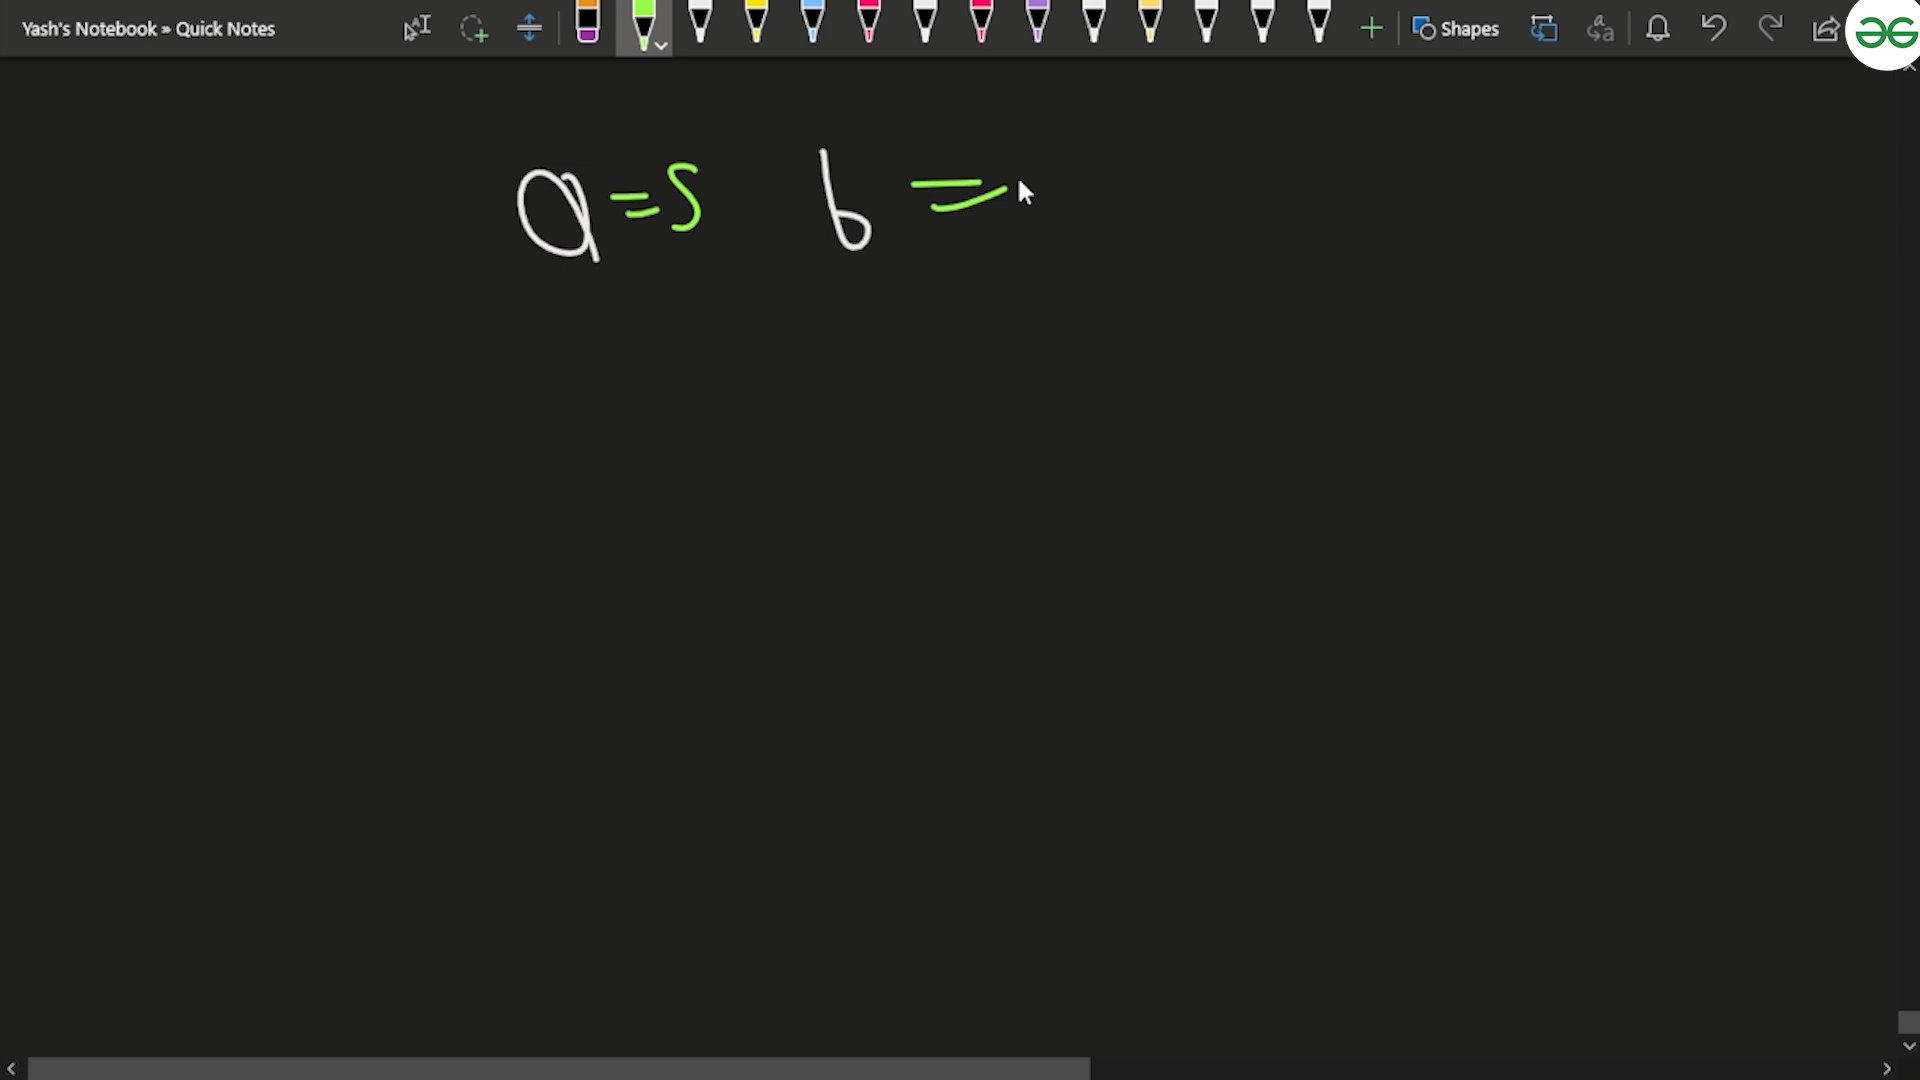 Yash's Notebook » Quick Notes Shapes
a = 5 b =